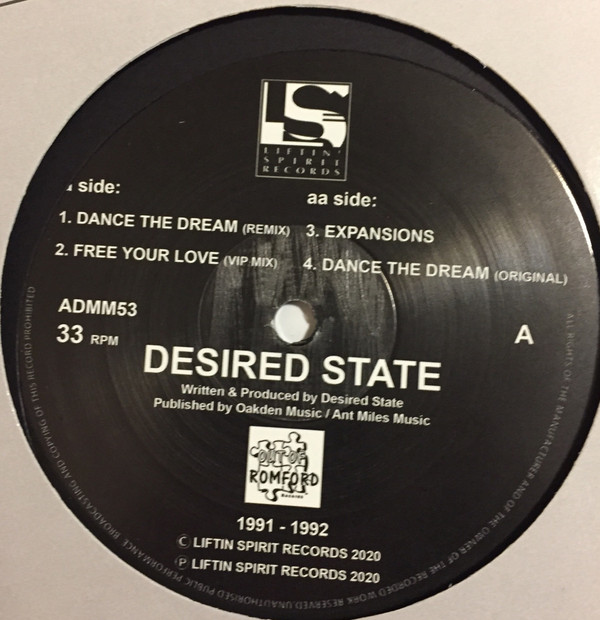 LS
LIFTIN'
SPIRIT
RECORDS
side:
1. DANCE THE DREAM (REMIX)
2. FREE YOUR LOVE (VIP MIX)
aa side:
3. EXPANSIONS
4. DANCE THE DREAM (ORIGINAL)
ADMM53
33 RPM
A
DESIRED STATE
Written & Produced by Desired State
Published by Oakden Music / Ant Miles Music
OUT OF
ROMFORD
RECORDS
1991 - 1992
© LIFTIN SPIRIT RECORDS 2020
℗ LIFTIN SPIRIT RECORDS 2020
ALL RIGHTS OF THE MANUFACTURER AND OF THE OWNER OF THE RECORDED WORK RESERVED UNAUTHORISED PUBLIC PERFORMANCE BROADCASTING AND COPYING OF THIS RECORD PROHIBITED